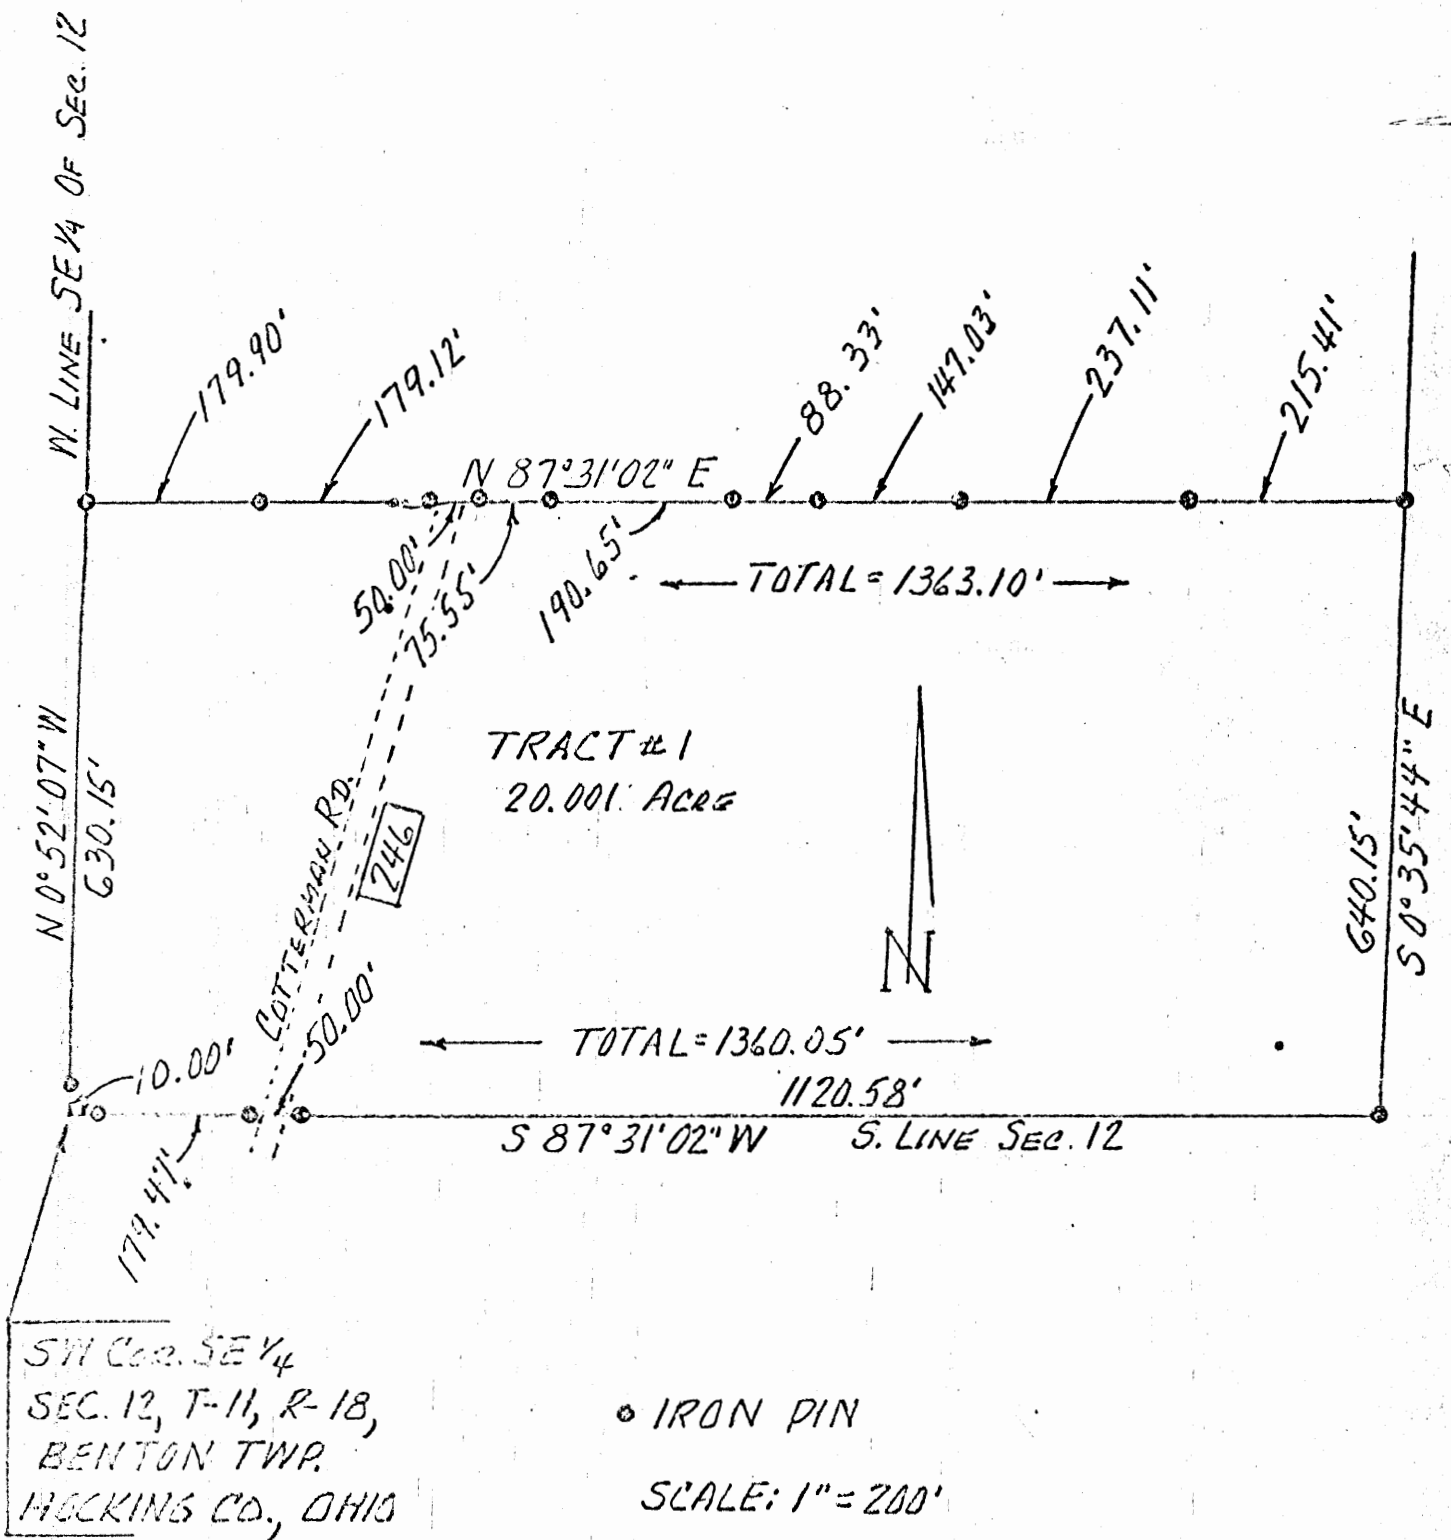 W. LINE SE 1/4 OF SEC. 12
179.90'
179.12'
88.33'
147.03'
237.11'
215.41'
N 87°31'02" E
50.00'
75.55'
190.65'
TOTAL = 1363.10'
N 0°52'07" W
630.15'
TRACT #1
20.001 ACRE
COTTERMAN RD.
246
N
640.15'
S 0°35'44" E
10.00'
50.00'
TOTAL = 1360.05'
1120.58'
S 87°31'02" W S. LINE SEC. 12
179.47'
SW COR. SE 1/4
SEC. 12, T-11, R-18,
BENTON TWP.
HOCKING CO., OHIO
IRON PIN
SCALE: 1" = 200'